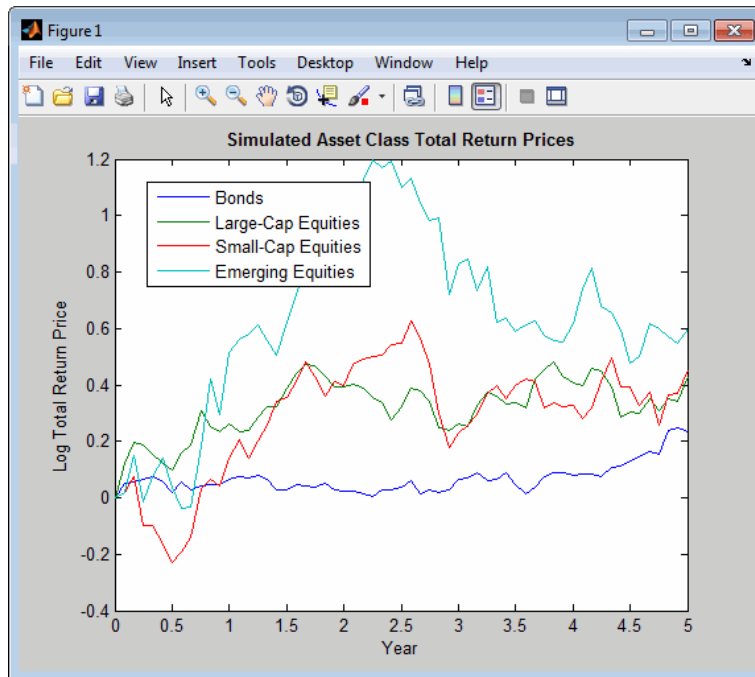 Figure 1
File Edit View Insert Tools Desktop Window Help
Simulated Asset Class Total Return Prices
1.2
1
0.8
0.6
0.4
0.2
0
-0.2
-0.4
Log Total Return Price
Bonds
Large-Cap Equities
Small-Cap Equities
Emerging Equities
0 0.5 1 1.5 2 2.5 3 3.5 4 4.5 5
Year